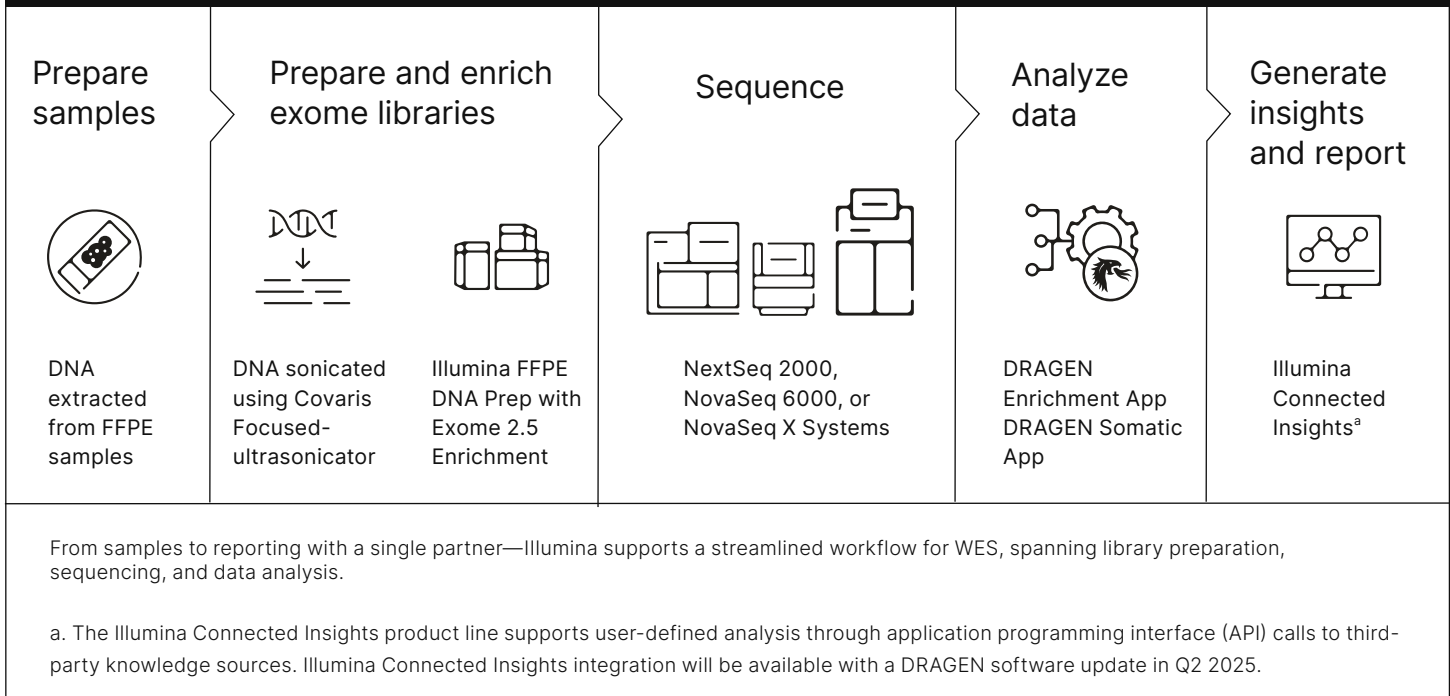 Prepare
samples
Prepare and enrich
exome libraries
Sequence
Analyze
data
Generate
insights
and report
DNA
extracted
from FFPE
samples
DNA sonicated
using Covaris
Focused-
ultrasonicator
Illumina FFPE
DNA Prep with
Exome 2.5
Enrichment
NextSeq 2000,
NovaSeq 6000, or
NovaSeq X Systems
DRAGEN
Enrichment App
DRAGEN Somatic
App
Illumina
Connected
Insightsᵃ
From samples to reporting with a single partner—Illumina supports a streamlined workflow for WES, spanning library preparation,
sequencing, and data analysis.
a. The Illumina Connected Insights product line supports user-defined analysis through application programming interface (API) calls to third-
party knowledge sources. Illumina Connected Insights integration will be available with a DRAGEN software update in Q2 2025.